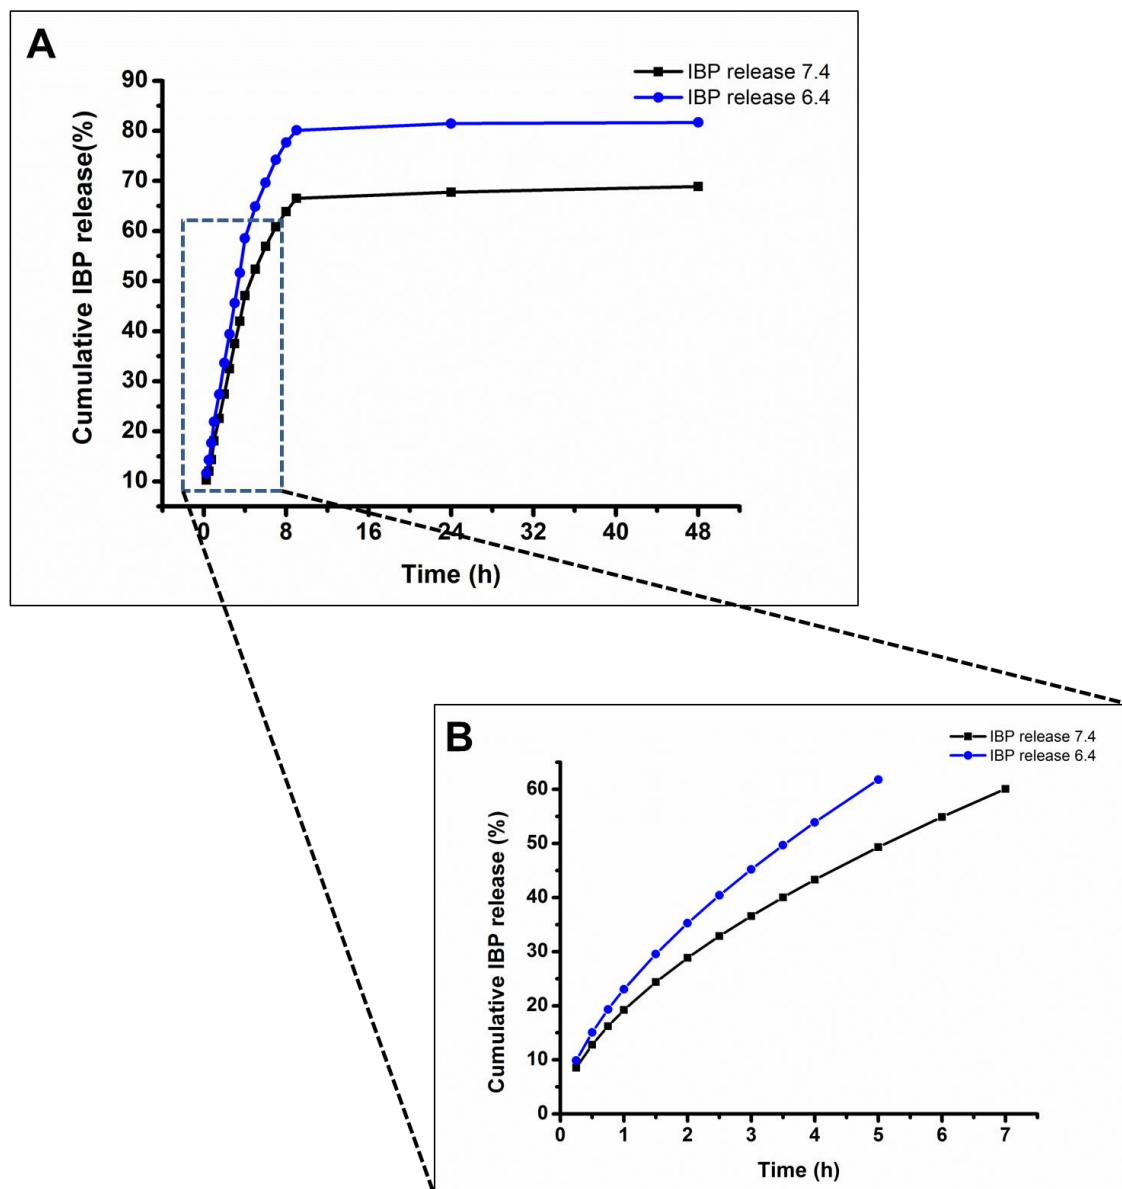 A
IBP release 7.4
IBP release 6.4
90
80
70
60
50
40
30
20
10
Cumulative IBP release(%)
0 8 16 24 32 40 48
Time (h)
B
IBP release 7.4
IBP release 6.4
60
50
40
30
20
10
0
Cumulative IBP release (%)
0 1 2 3 4 5 6 7
Time (h)